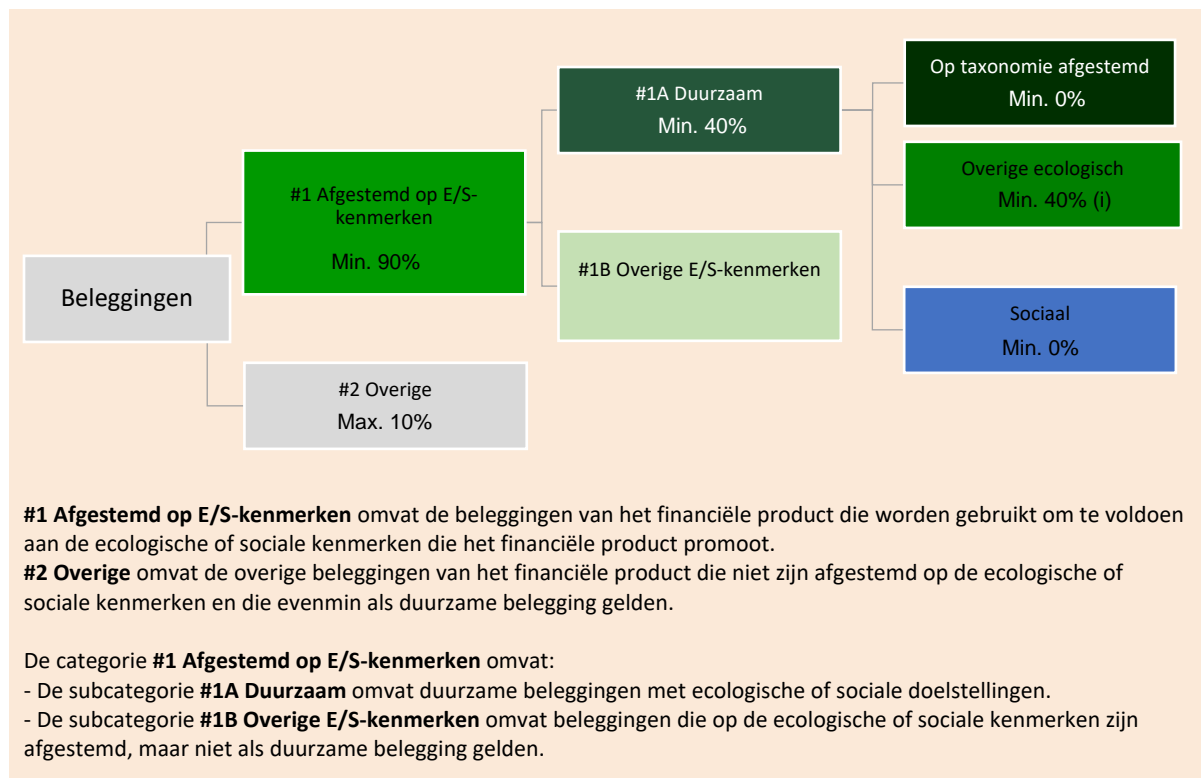 Beleggingen
#1 Afgestemd op E/S-
kenmerken
Min. 90%
#2 Overige
Max. 10%
#1A Duurzaam
Min. 40%
#1B Overige E/S-kenmerken
Op taxonomie afgestemd
Min. 0%
Overige ecologisch
Min. 40% (i)
Sociaal
Min. 0%
#1 Afgestemd op E/S-kenmerken omvat de beleggingen van het financiële product die worden gebruikt om te voldoen
aan de ecologische of sociale kenmerken die het financiële product promoot.
#2 Overige omvat de overige beleggingen van het financiële product die niet zijn afgestemd op de ecologische of
sociale kenmerken en die evenmin als duurzame belegging gelden.
De categorie #1 Afgestemd op E/S-kenmerken omvat:
- De subcategorie #1A Duurzaam omvat duurzame beleggingen met ecologische of sociale doelstellingen.
- De subcategorie #1B Overige E/S-kenmerken omvat beleggingen die op de ecologische of sociale kenmerken zijn
afgestemd, maar niet als duurzame belegging gelden.